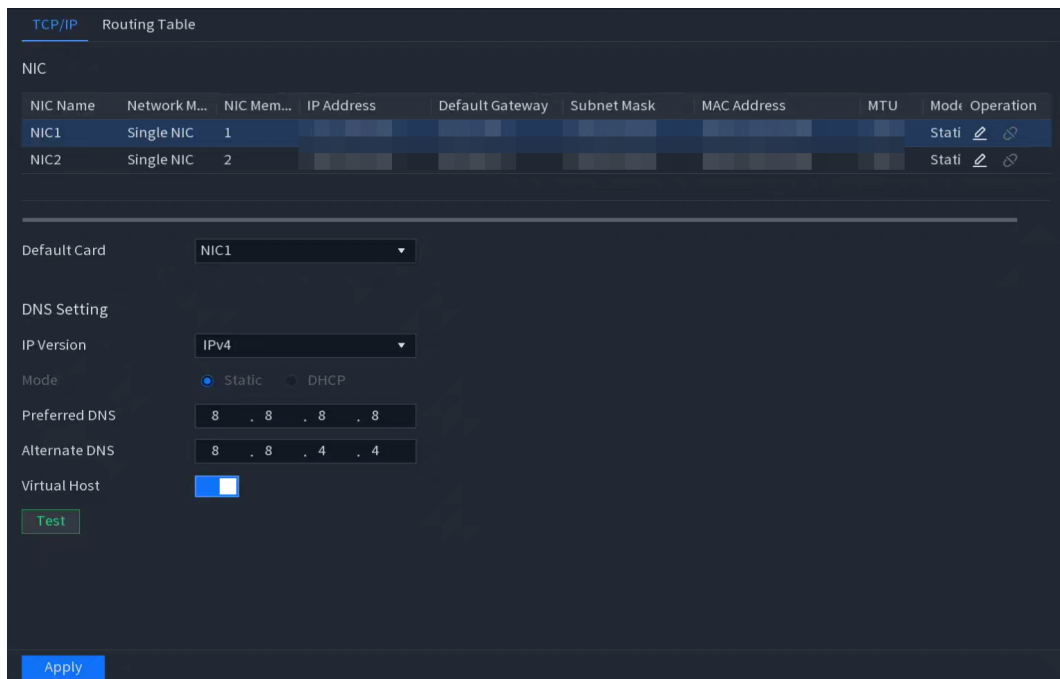 TCP/IP Routing Table
NIC
NIC Name Network M... NIC Mem... IP Address Default Gateway Subnet Mask MAC Address MTU Mode Operation
NIC1 Single NIC 1 Stati
NIC2 Single NIC 2 Stati
Default Card NIC1
DNS Setting
IP Version IPv4
Mode Static DHCP
Preferred DNS 8 . 8 . 8 . 8
Alternate DNS 8 . 8 . 4 . 4
Virtual Host
Test
Apply